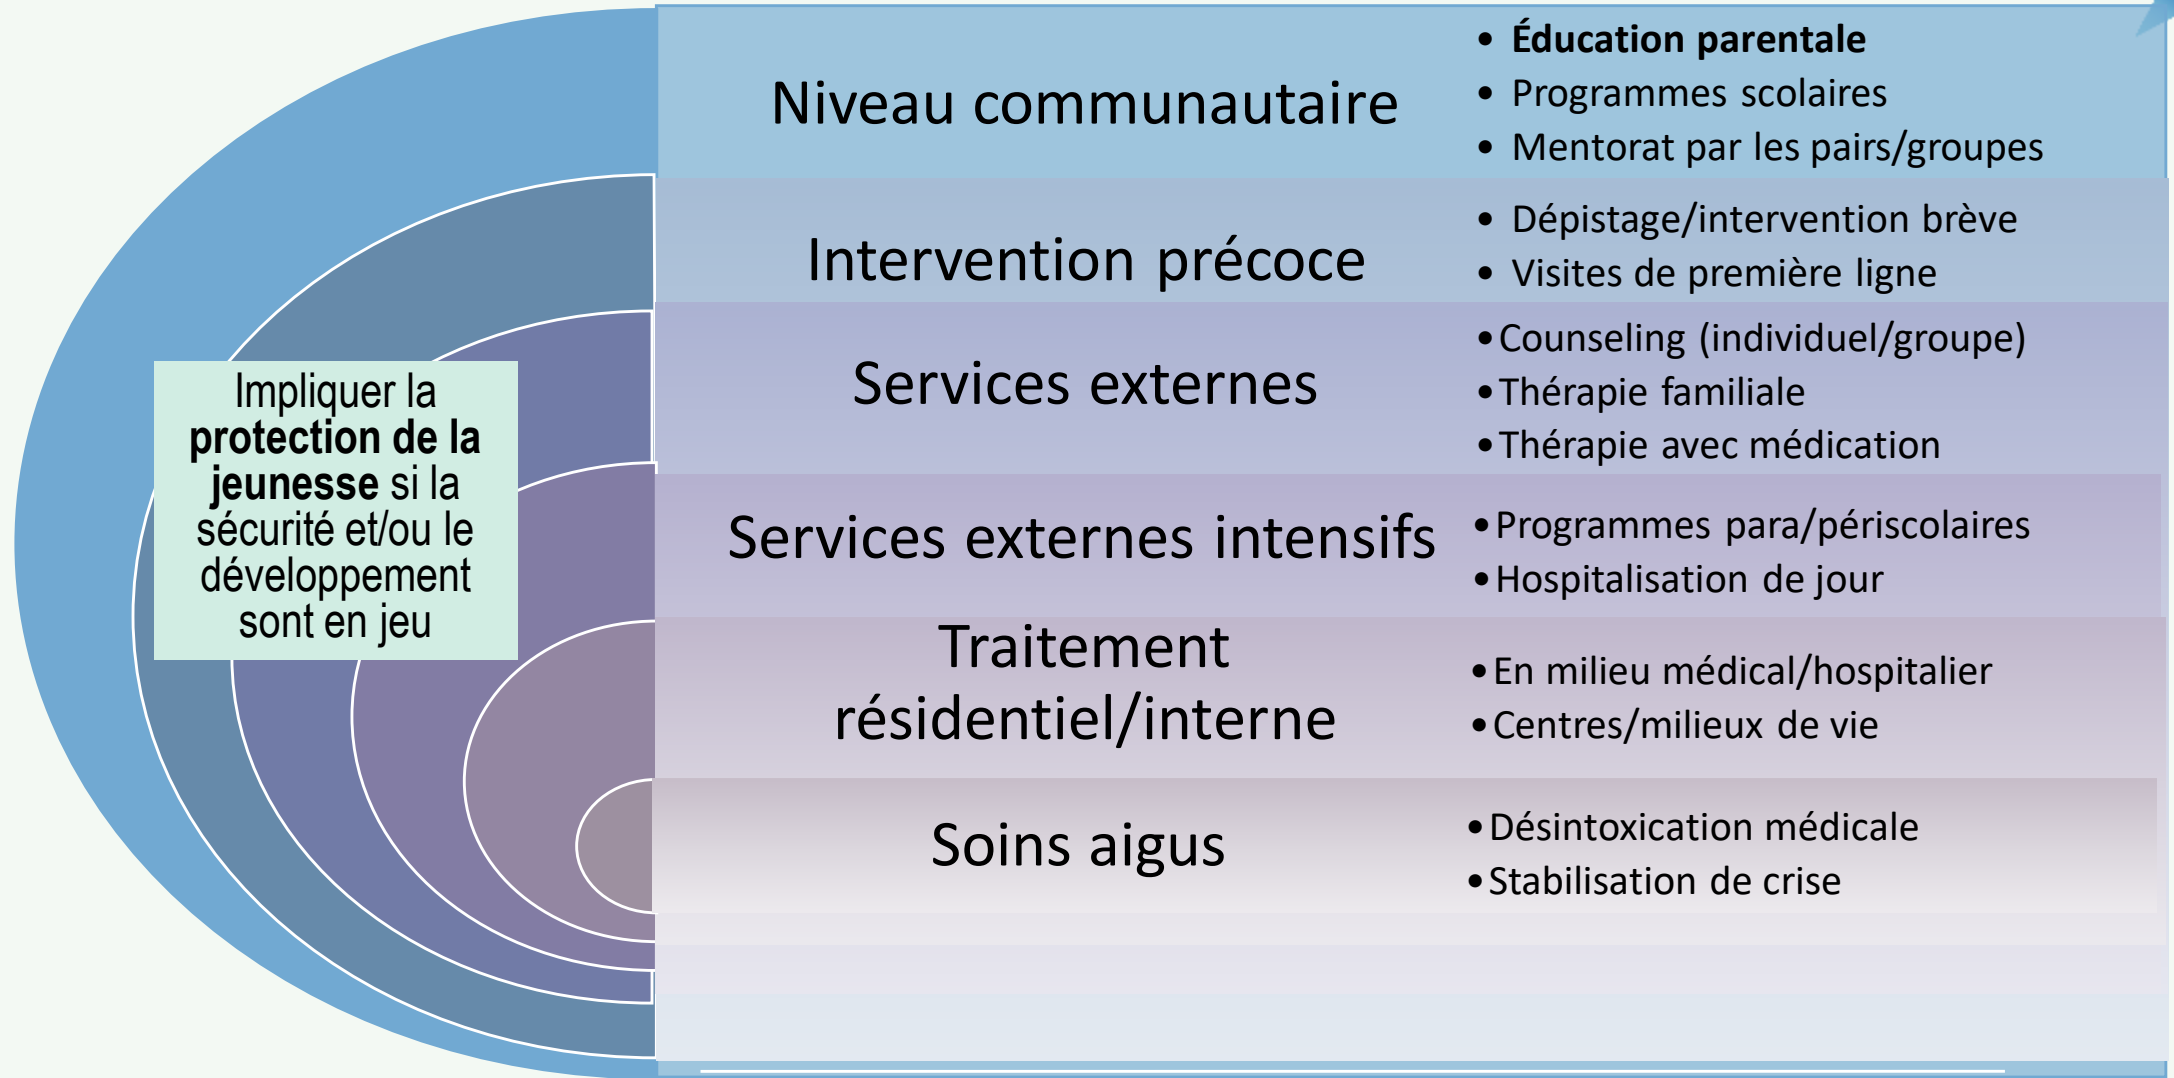 Niveau communautaire
• Éducation parentale
• Programmes scolaires
• Mentorat par les pairs/groupes
Intervention précoce
• Dépistage/intervention brève
• Visites de première ligne
Services externes
•Counseling (individuel/groupe)
•Thérapie familiale
•Thérapie avec médication
Services externes intensifs
•Programmes para/périscolaires
•Hospitalisation de jour
Traitement
résidentiel/interne
•En milieu médical/hospitalier
•Centres/milieux de vie
Soins aigus
•Désintoxication médicale
•Stabilisation de crise
Impliquer la
protection de la
jeunesse si la
sécurité et/ou le
développement
sont en jeu